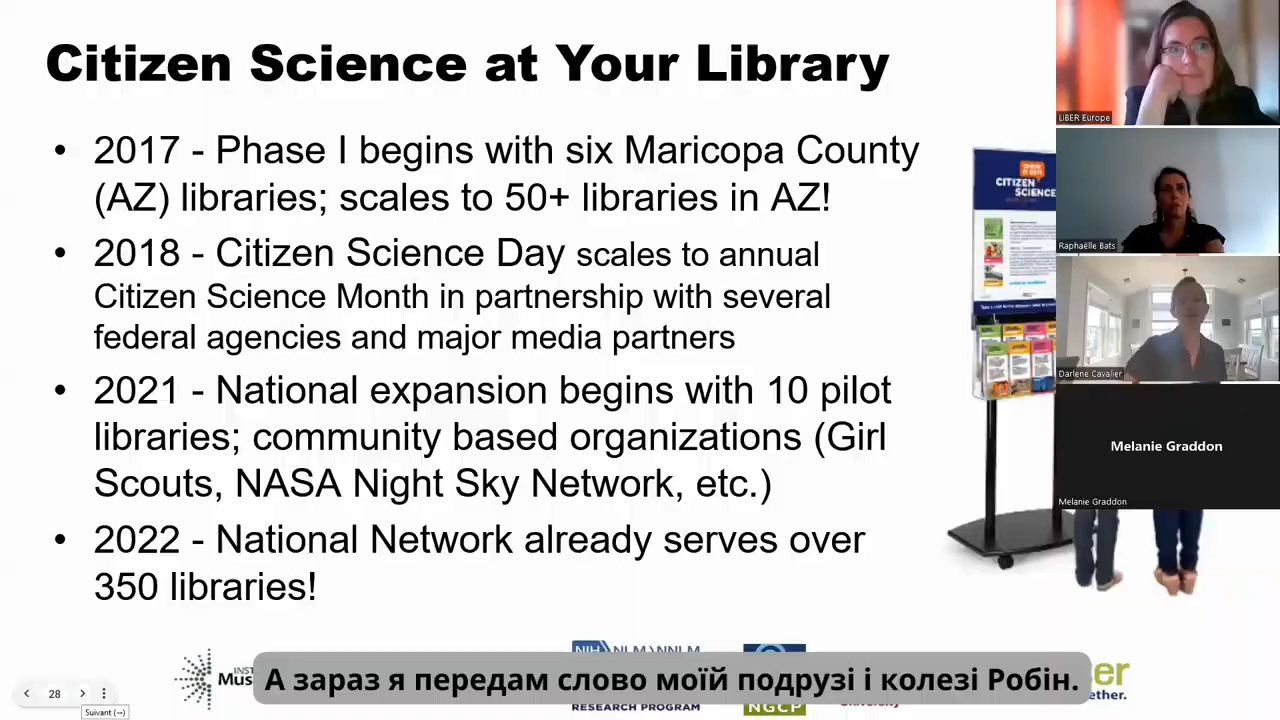 Citizen Science at Your Library
• 2017 - Phase I begins with six Maricopa County
(AZ) libraries; scales to 50+ libraries in AZ!
• 2018 - Citizen Science Day scales to annual
Citizen Science Month in partnership with several
federal agencies and major media partners
• 2021 - National expansion begins with 10 pilot
libraries; community based organizations (Girl
Scouts, NASA Night Sky Network, etc.)
• 2022 - National Network already serves over
350 libraries!
CITIZEN
SCIENCE
LIBER Europe
Raphaëlle Bats
Darlene Cavalier
Melanie Graddon
Melanie Graddon
А зараз я передам слово моїй подрузі і колезі Робін.
RESEARCH PROGRAM
NGCP
28
Suivant (→)